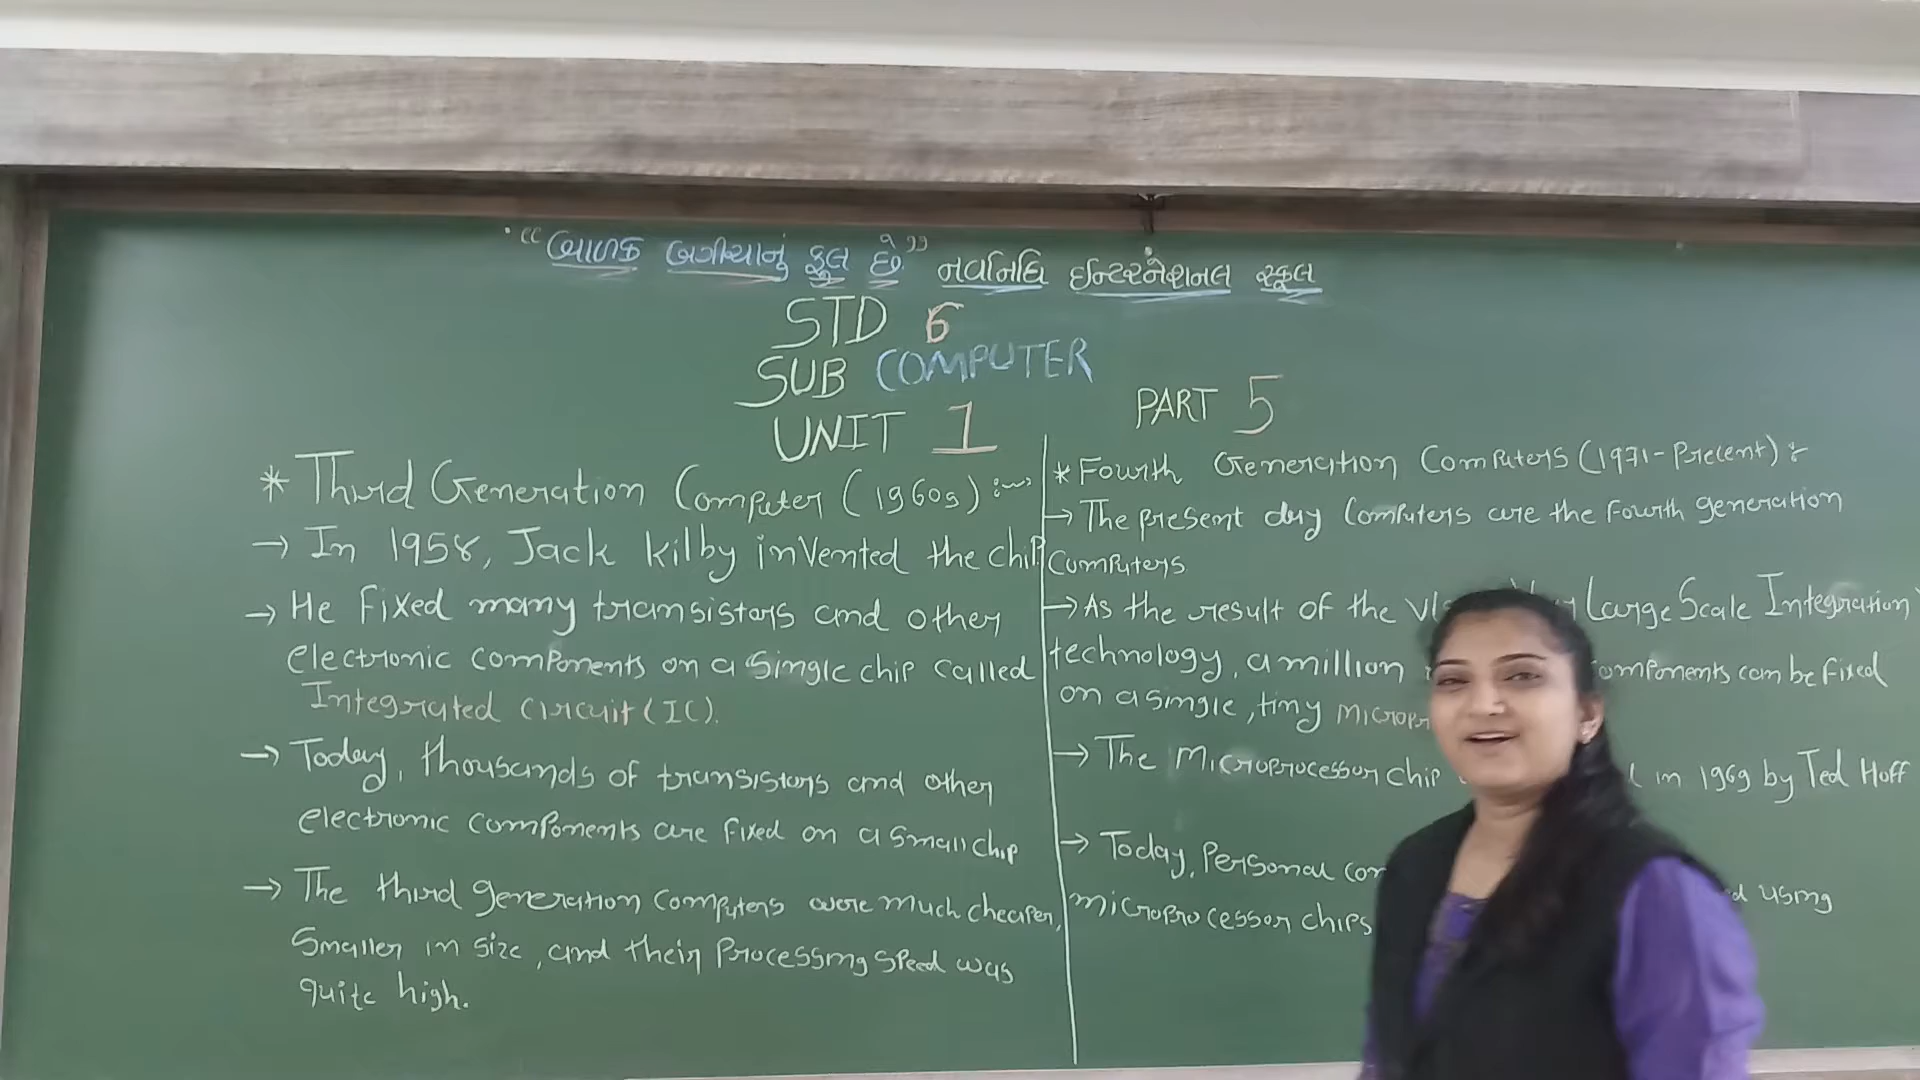 “બાળક બગીચાનું ફૂલ છે” નવનિધિ ઈન્ટરનેશનલ સ્કૂલ
STD 6
SUB COMPUTER
UNIT 1
PART 5
* Third Generation Computer (1960s) :~
→ In 1958, Jack Kilby invented the chip
→ He fixed many transistors and other
electronic components on a single chip called
Integrated circuit (IC).
→ Today, thousands of transistors and other
electronic components are fixed on a small chip
→ The third generation computers were much cheaper,
Smaller in size, and their Processing speed was
quite high.
* Fourth Generation Computers (1971-Precent) :
→ The present day Computers are the fourth generation
Computers
→ As the result of the Large Scale Integration
technology, a million components can be fixed
on a single, tiny
→ The Microprocessor chip in 1969 by Ted Hoff
→ Today, Personal using
microprocessor chips